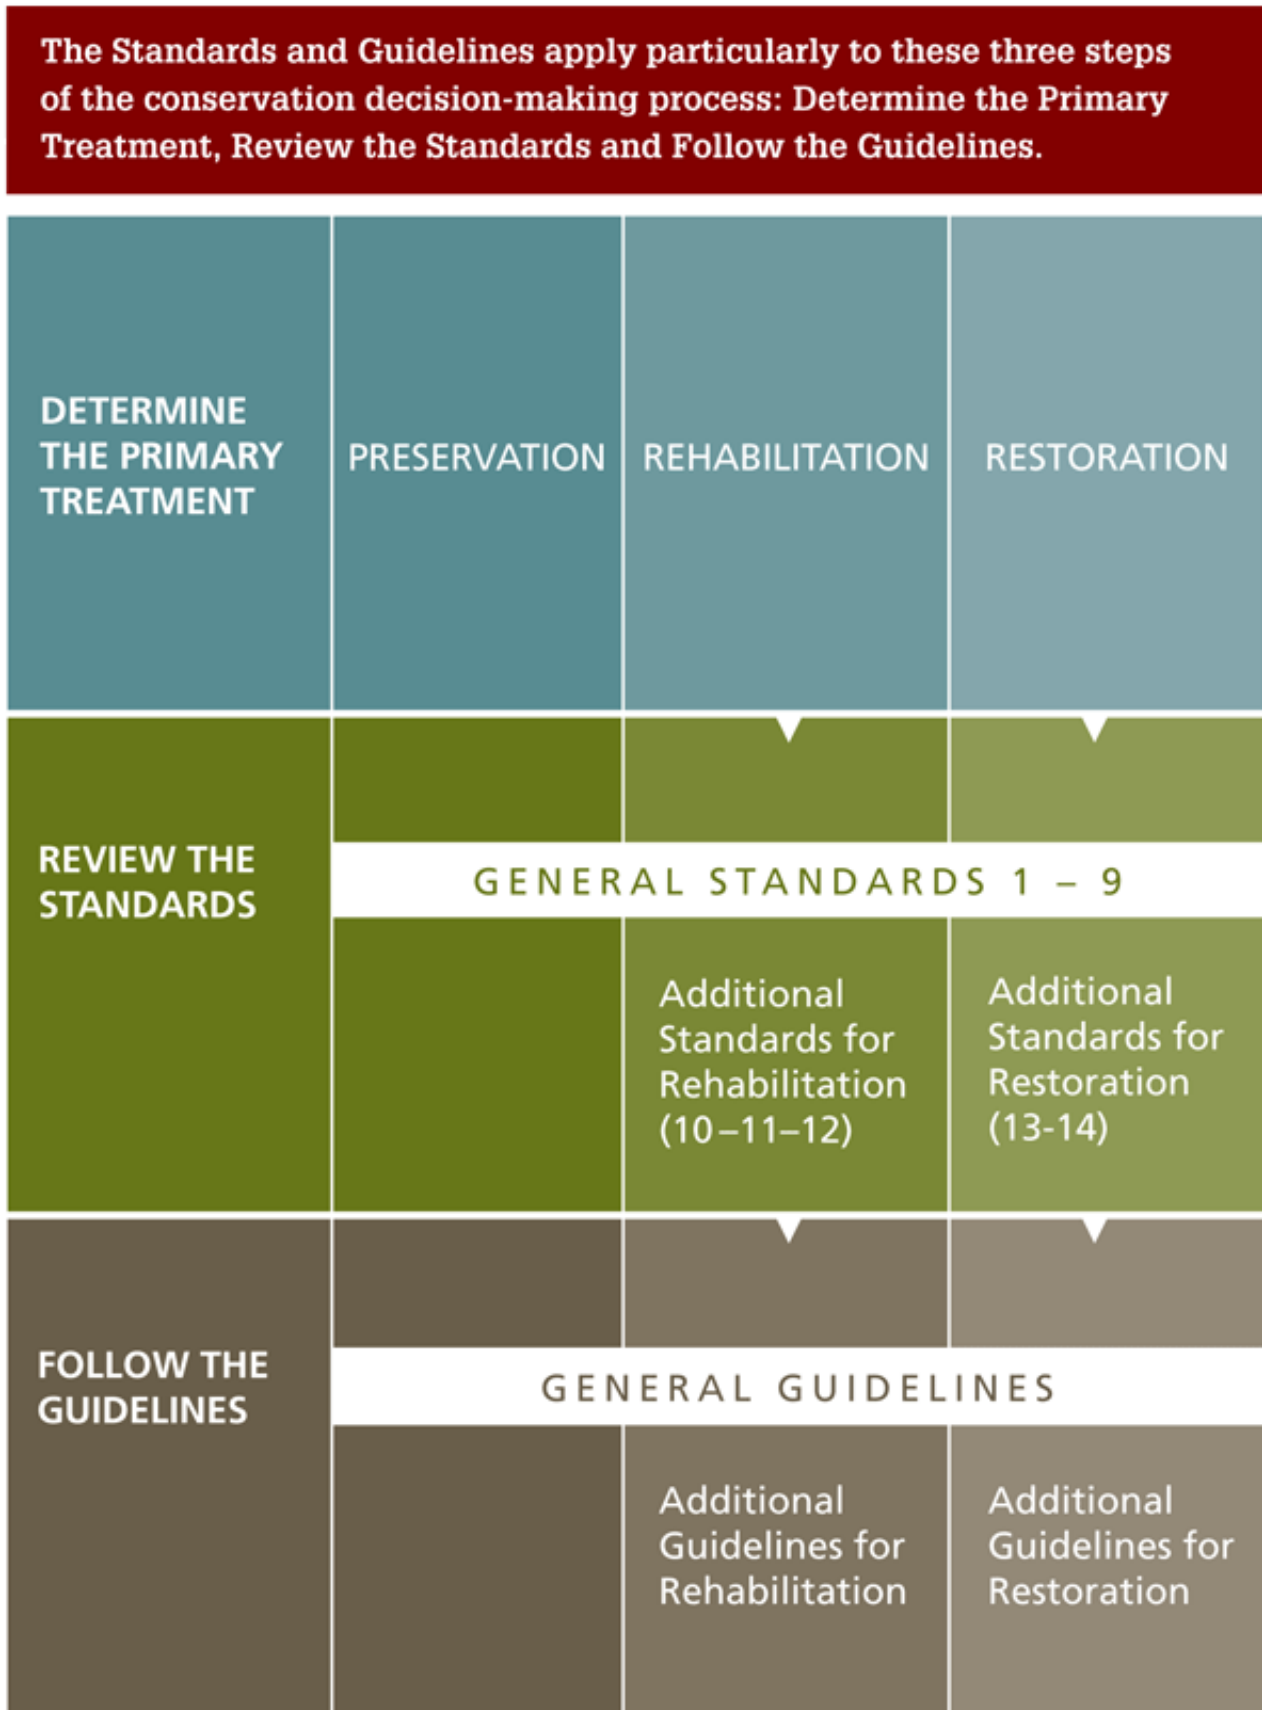 The Standards and Guidelines apply particularly to these three steps
of the conservation decision-making process: Determine the Primary
Treatment, Review the Standards and Follow the Guidelines.
DETERMINE
THE PRIMARY
TREATMENT
PRESERVATION
REHABILITATION
RESTORATION
REVIEW THE
STANDARDS
GENERAL STANDARDS 1 – 9
Additional
Standards for
Rehabilitation
(10–11–12)
Additional
Standards for
Restoration
(13-14)
FOLLOW THE
GUIDELINES
GENERAL GUIDELINES
Additional
Guidelines for
Rehabilitation
Additional
Guidelines for
Restoration